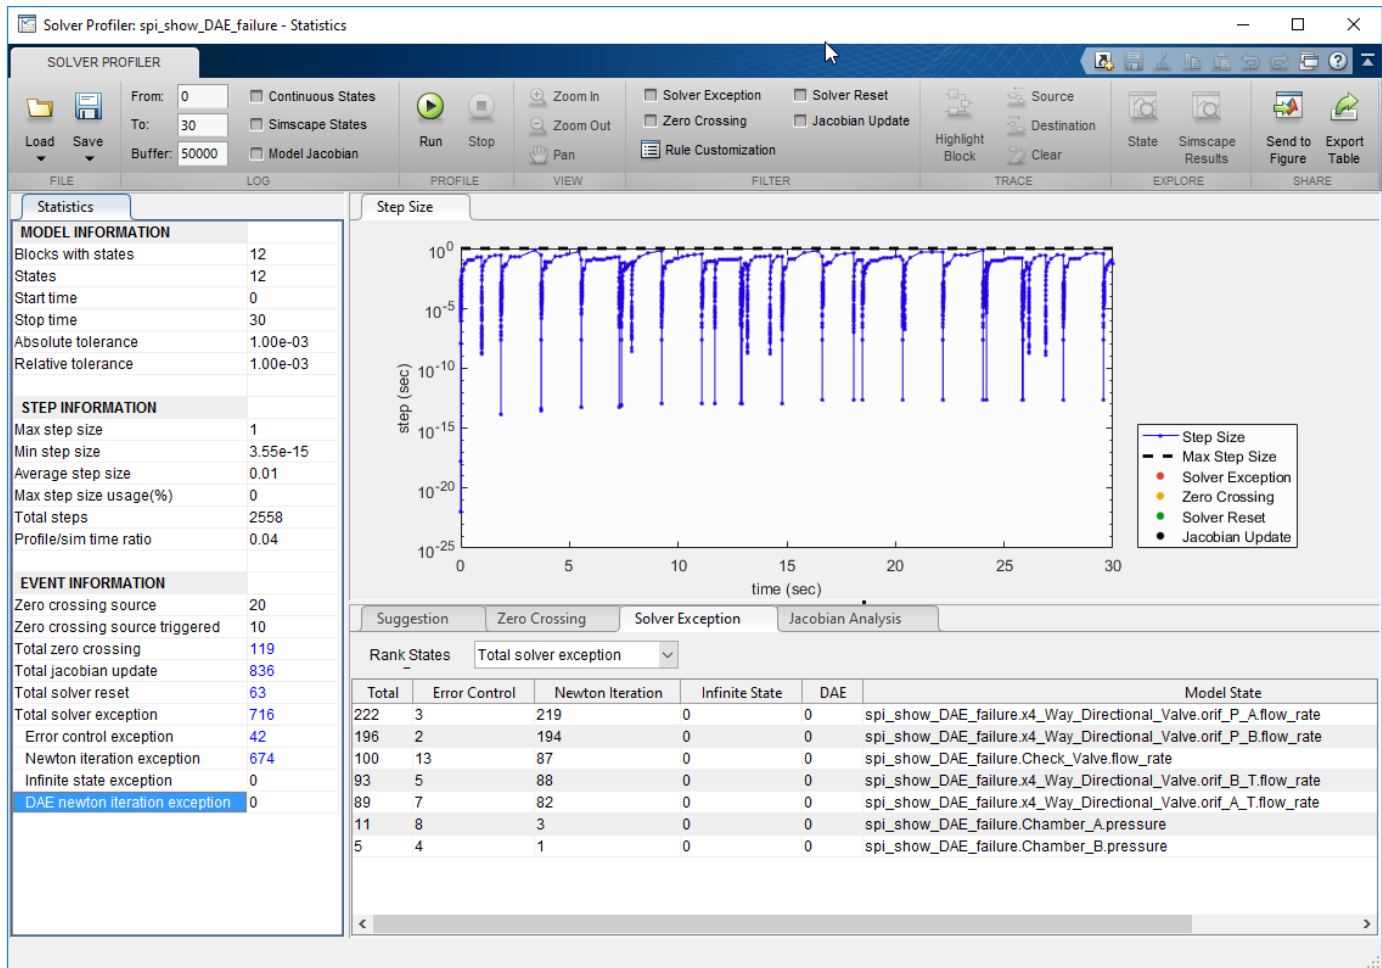 Solver Profiler: spi_show_DAE_failure - Statistics
SOLVER PROFILER
Load
Save
FILE
From: 0
To: 30
Buffer: 50000
Continuous States
Simscape States
Model Jacobian
LOG
Run
Stop
PROFILE
Zoom In
Zoom Out
Pan
VIEW
Solver Exception
Solver Reset
Zero Crossing
Jacobian Update
Rule Customization
FILTER
Highlight
Block
Source
Destination
Clear
TRACE
State
Simscape
Results
EXPLORE
Send to
Figure
Export
Table
SHARE
Statistics
MODEL INFORMATION
Blocks with states 12
States 12
Start time 0
Stop time 30
Absolute tolerance 1.00e-03
Relative tolerance 1.00e-03
STEP INFORMATION
Max step size 1
Min step size 3.55e-15
Average step size 0.01
Max step size usage(%) 0
Total steps 2558
Profile/sim time ratio 0.04
EVENT INFORMATION
Zero crossing source 20
Zero crossing source triggered 10
Total zero crossing 119
Total jacobian update 836
Total solver reset 63
Total solver exception 716
Error control exception 42
Newton iteration exception 674
Infinite state exception 0
DAE newton iteration exception 0
Step Size
10^0
10^-5
10^-10
10^-15
10^-20
10^-25
step (sec)
0 5 10 15 20 25 30
time (sec)
Step Size
Max Step Size
Solver Exception
Zero Crossing
Solver Reset
Jacobian Update
Suggestion Zero Crossing Solver Exception Jacobian Analysis
Rank States Total solver exception
Total Error Control Newton Iteration Infinite State DAE Model State
222 3 219 0 0 spi_show_DAE_failure.x4_Way_Directional_Valve.orif_P_A.flow_rate
196 2 194 0 0 spi_show_DAE_failure.x4_Way_Directional_Valve.orif_P_B.flow_rate
100 13 87 0 0 spi_show_DAE_failure.Check_Valve.flow_rate
93 5 88 0 0 spi_show_DAE_failure.x4_Way_Directional_Valve.orif_B_T.flow_rate
89 7 82 0 0 spi_show_DAE_failure.x4_Way_Directional_Valve.orif_A_T.flow_rate
11 8 3 0 0 spi_show_DAE_failure.Chamber_A.pressure
5 4 1 0 0 spi_show_DAE_failure.Chamber_B.pressure